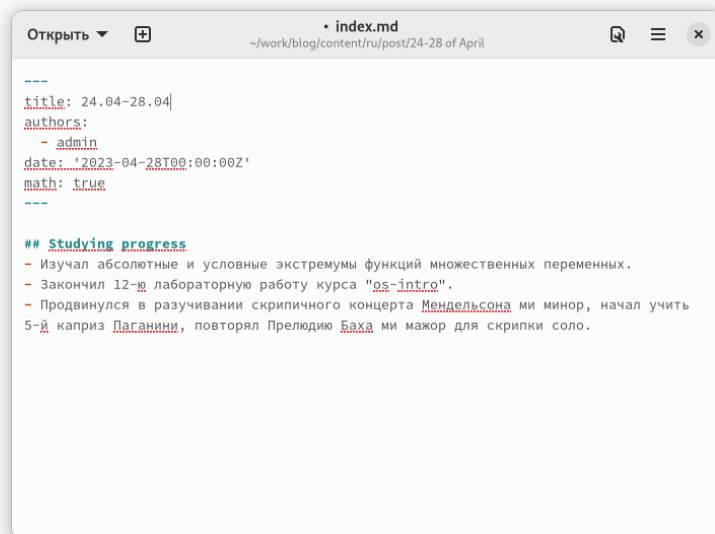 Открыть
• index.md
~/work/blog/content/ru/post/24-28 of April
---
title: 24.04-28.04
authors:
  - admin
date: '2023-04-28T00:00:00Z'
math: true
---
## Studying progress
- Изучал абсолютные и условные экстремумы функций множественных переменных.
- Закончил 12-ю лабораторную работу курса "os-intro".
- Продвинулся в разучивании скрипичного концерта Мендельсона ми минор, начал учить
5-й каприз Паганини, повторял Прелюдию Баха ми мажор для скрипки соло.